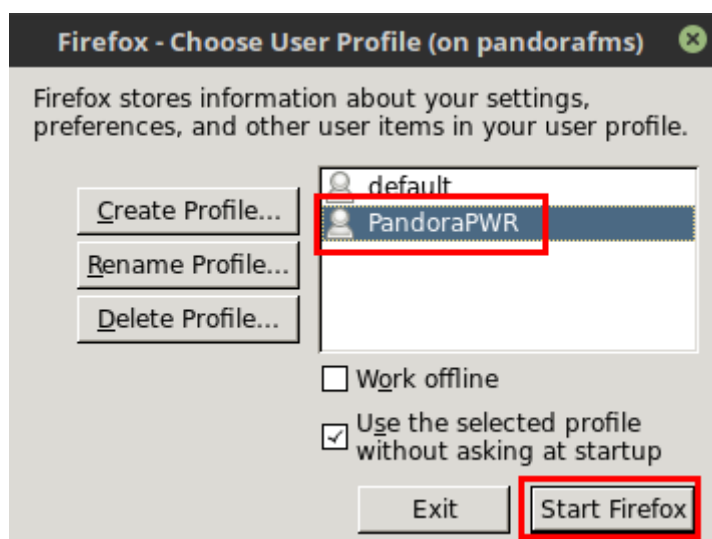 Firefox - Choose User Profile (on pandorafms)
Firefox stores information about your settings,
preferences, and other user items in your user profile.
default
Create Profile...
PandoraPWR
Rename Profile...
Delete Profile...
Work offline
Use the selected profile
without asking at startup
Exit
Start Firefox